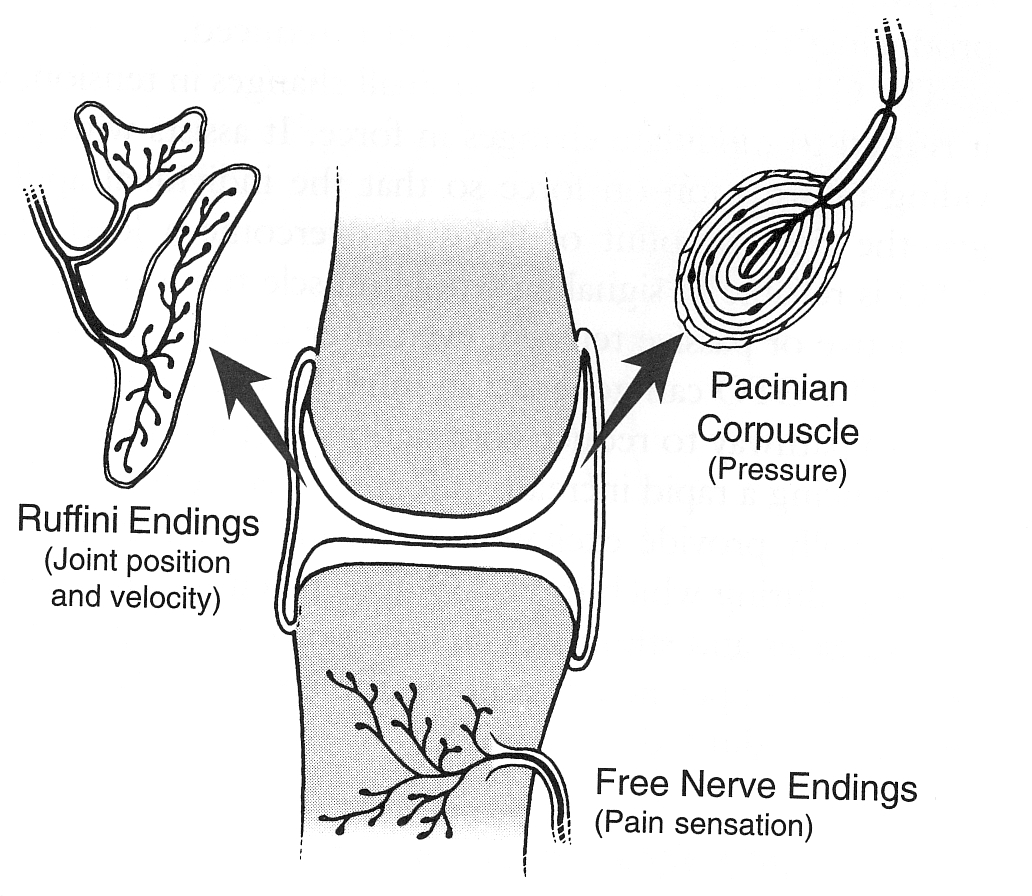 Pacinian
Corpuscle
(Pressure)
Ruffini Endings
(Joint position
and velocity)
Free Nerve Endings
(Pain sensation)